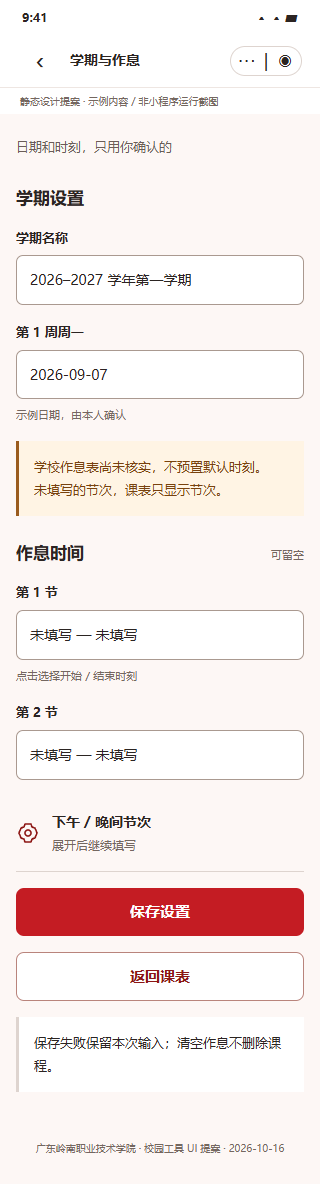 9:41
学期与作息
静态设计提案 · 示例内容 / 非小程序运行截图
日期和时刻，只用你确认的
学期设置
学期名称
2026–2027 学年第一学期
第 1 周周一
2026-09-07
示例日期，由本人确认
学校作息表尚未核实，不预置默认时刻。
未填写的节次，课表只显示节次。
作息时间 可留空
第 1 节
未填写 — 未填写
点击选择开始 / 结束时刻
第 2 节
未填写 — 未填写
下午 / 晚间节次
展开后继续填写
保存设置
返回课表
保存失败保留本次输入；清空作息不删除课
程。
广东岭南职业技术学院 · 校园工具 UI 提案 · 2026-10-16